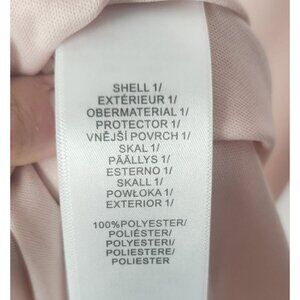 SHELL 1/
EXTÉRIEUR 1/
OBERMATERIAL 1/
PROTECTOR 1/
VNĚJŠÍ POVRCH 1/
SKAL 1/
PÄÄLLYS 1/
ESTERNO 1/
SKALL 1/
POWŁOKA 1/
EXTERIOR 1/
100%POLYESTER/
POLIÉSTER/
POLYESTERI/
POLIESTERE/
POLIESTER